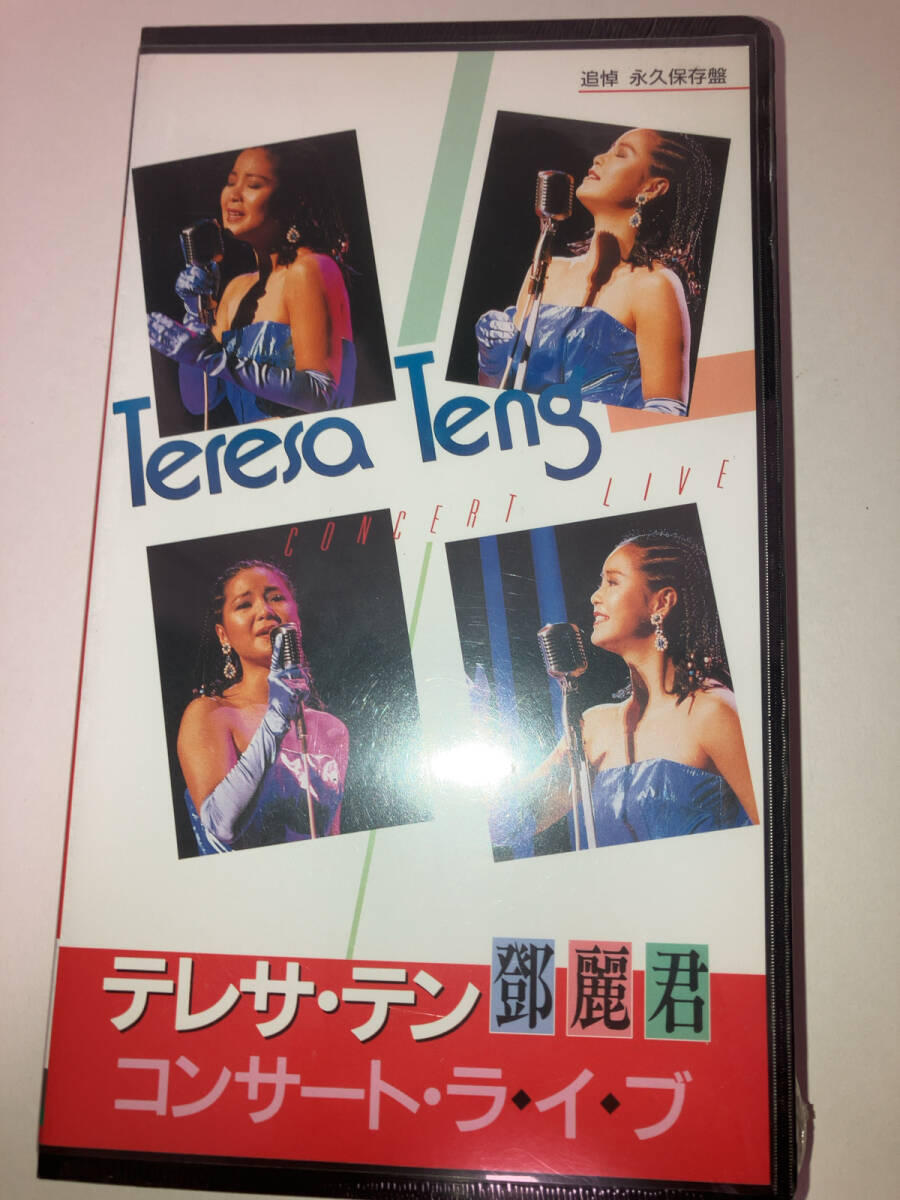 追悼 永久保存盤
Teresa Teng
CONCERT LIVE
テレサ・テン 鄧麗君
コンサート・ラ・イ・ブ